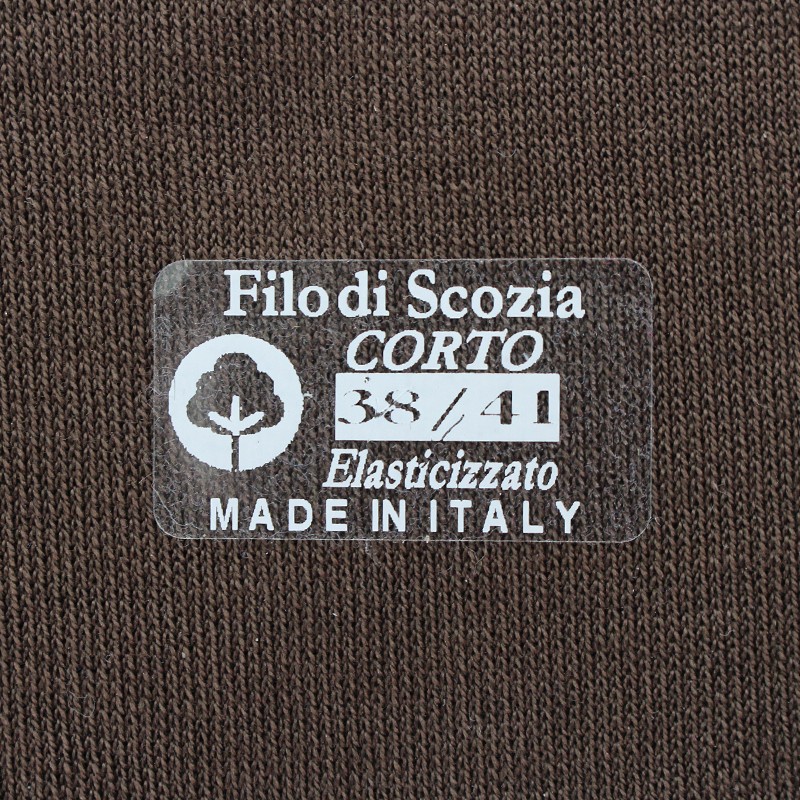 Filo di Scozia
CORTO
38/41
Elasticizzato
MADE IN ITALY